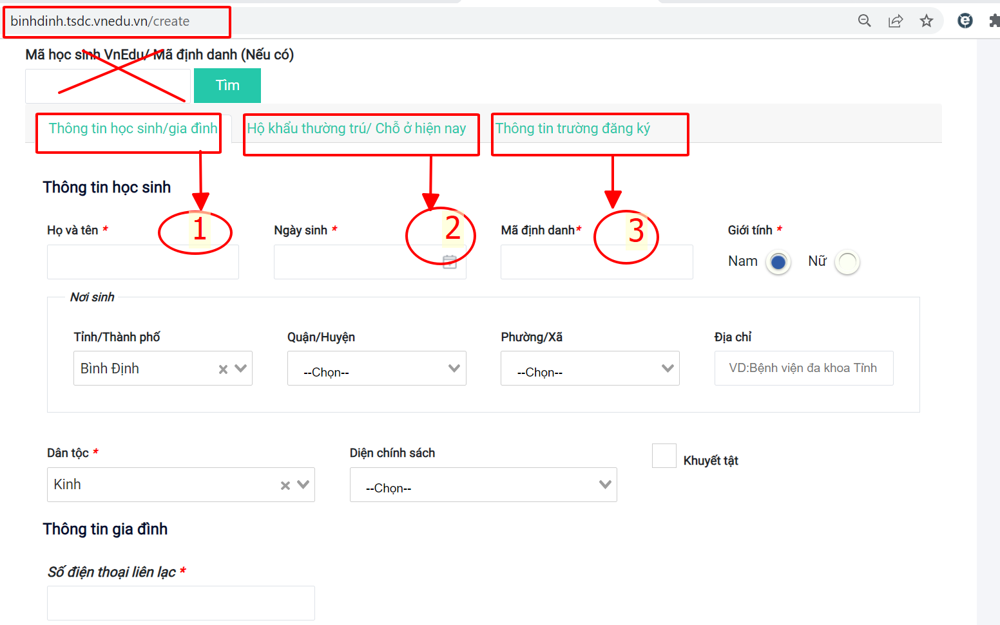 binhdinh.tsdc.vnedu.vn/create
Mã học sinh VnEdu/ Mã định danh (Nếu có)
Tìm
Thông tin học sinh/gia đình Hộ khẩu thường trú/ Chỗ ở hiện nay Thông tin trường đăng ký
Thông tin học sinh
1 2 3
Họ và tên * Ngày sinh * Mã định danh* Giới tính *
Nam Nữ
Nơi sinh
Tỉnh/Thành phố Quận/Huyện Phường/Xã Địa chỉ
Bình Định --Chọn-- --Chọn-- VD:Bệnh viện đa khoa Tỉnh
Dân tộc * Diện chính sách Khuyết tật
Kinh --Chọn--
Thông tin gia đình
Số điện thoại liên lạc *